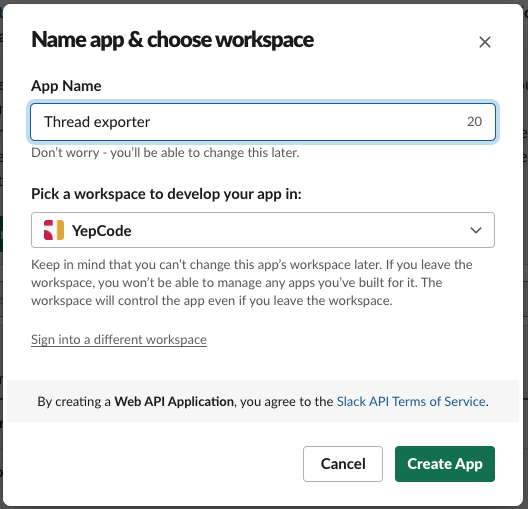 Name app & choose workspace
App Name
Thread exporter 20
Don't worry - you'll be able to change this later.
Pick a workspace to develop your app in:
YepCode
Keep in mind that you can't change this app's workspace later. If you leave the
workspace, you won't be able to manage any apps you've built for it. The
workspace will control the app even if you leave the workspace.
Sign into a different workspace
By creating a Web API Application, you agree to the Slack API Terms of Service.
Cancel Create App